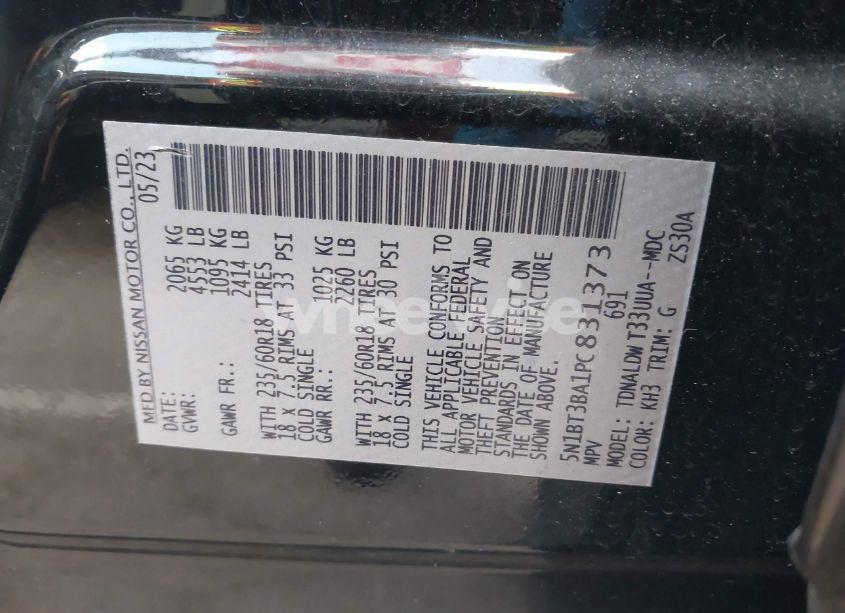 MFD BY NISSAN MOTOR CO., LTD.
DATE: 05/23
GVWR: 2065 KG
4553 LB
GAWR FR.: 1095 KG
2414 LB
WITH 235/60R18 TIRES
18 x 7.5 RIMS AT 33 PSI
COLD SINGLE
GAWR RR.: 1025 KG
2260 LB
WITH 235/60R18 TIRES
18 x 7.5 RIMS AT 30 PSI
COLD SINGLE
THIS VEHICLE CONFORMS TO
ALL APPLICABLE FEDERAL
MOTOR VEHICLE SAFETY AND
THEFT PREVENTION
STANDARDS IN EFFECT ON
THE DATE OF MANUFACTURE
SHOWN ABOVE.
5N1BT3BA1PC831373
MPV 691
MODEL: TDNALDW T33UUA--MDC
COLOR: KH3 TRIM: G ZS30A